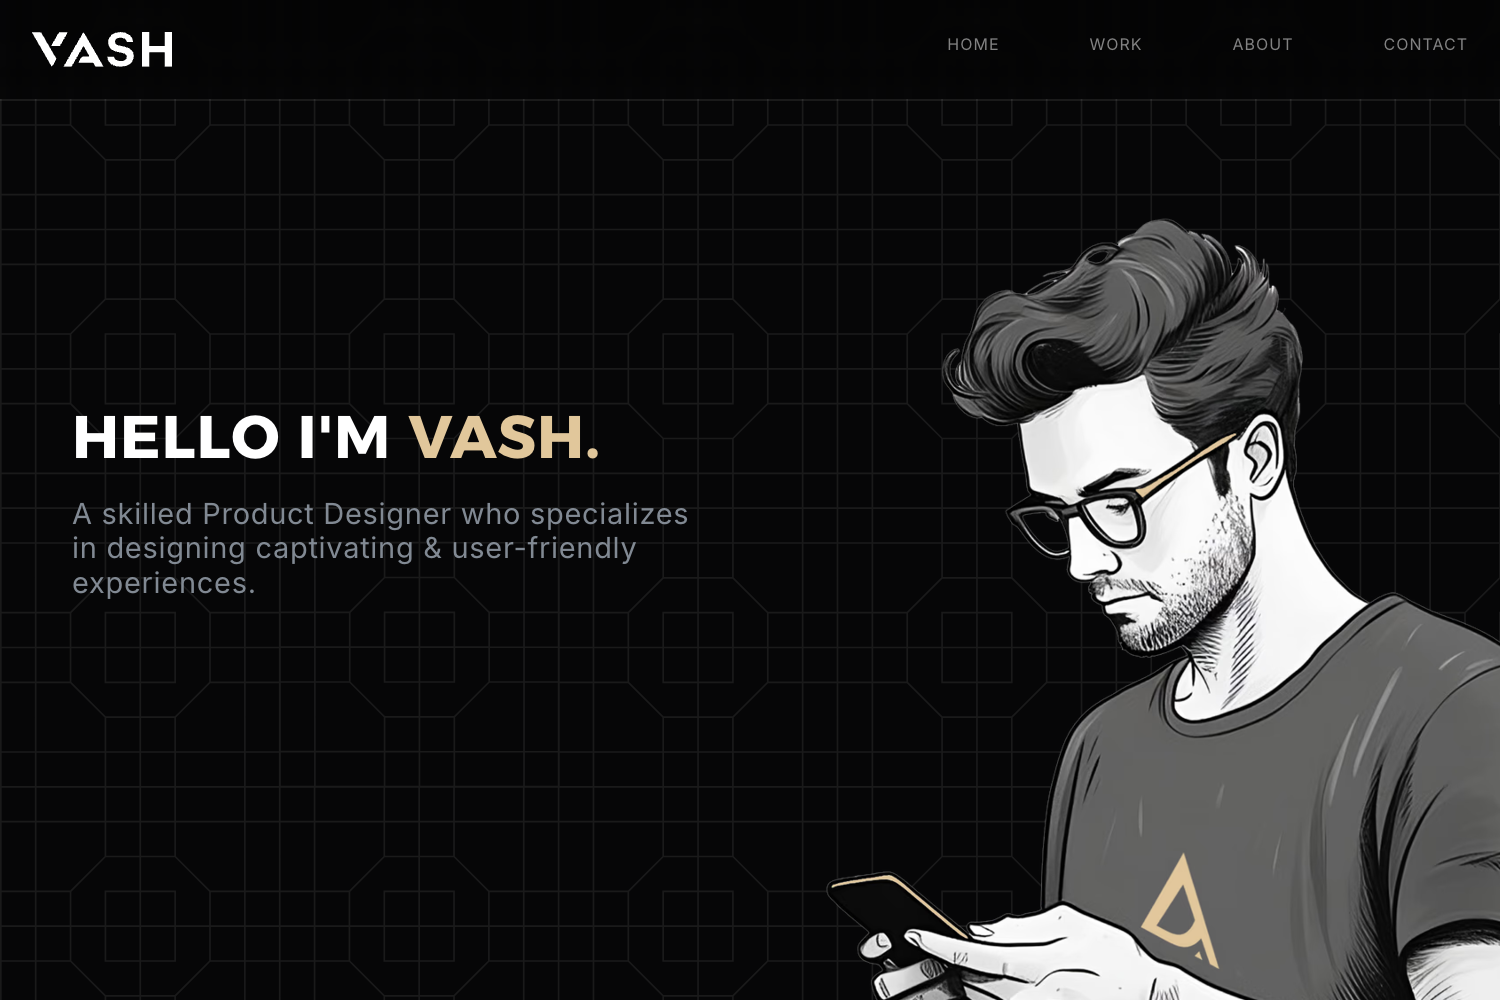 VASH
HOME
WORK
ABOUT
CONTACT
HELLO I'M VASH.
A skilled Product Designer who specializes
in designing captivating & user-friendly
experiences.